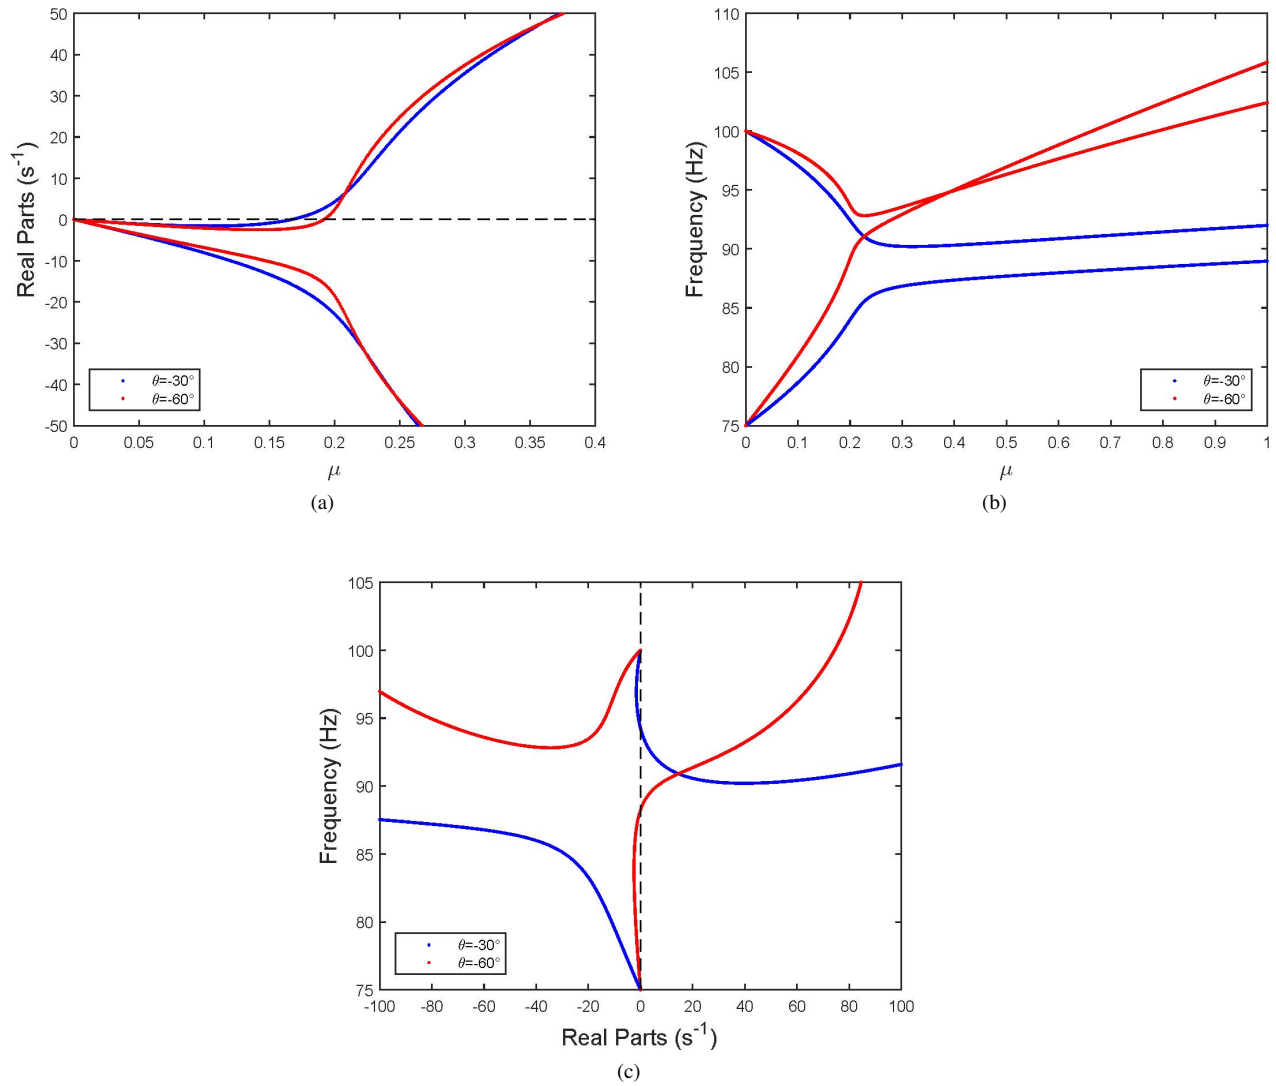 50
40
30
20
10
0
-10
-20
-30
-40
-50
Real Parts (s-1)
θ=-30°
θ=-60°
0 0.05 0.1 0.15 0.2 0.25 0.3 0.35 0.4
μ
(a)
110
105
100
95
90
85
80
75
Frequency (Hz)
θ=-30°
θ=-60°
0 0.1 0.2 0.3 0.4 0.5 0.6 0.7 0.8 0.9 1
μ
(b)
105
100
95
90
85
80
75
Frequency (Hz)
θ=-30°
θ=-60°
-100 -80 -60 -40 -20 0 20 40 60 80 100
Real Parts (s-1)
(c)